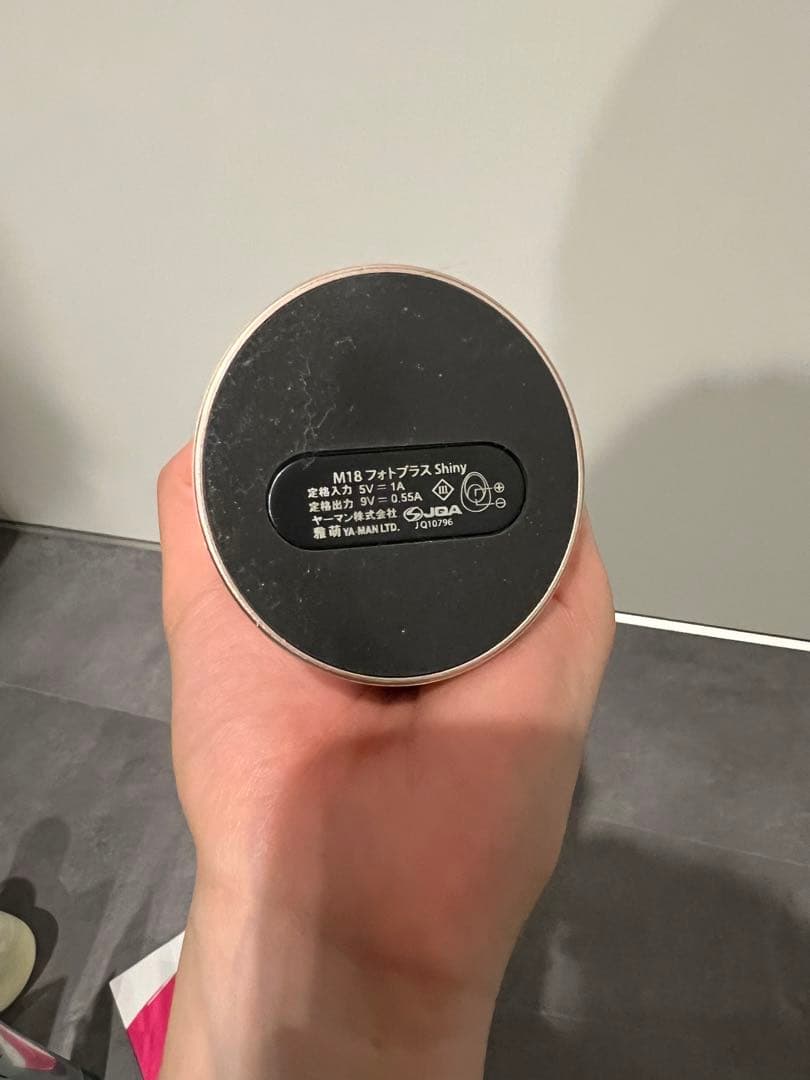 M18 フォトプラス Shiny
定格入力 5V⎓1A
定格出力 9V⎓0.55A
ヤーマン株式会社
雅萌 YA-MAN LTD.
III
JQA
JQ10796